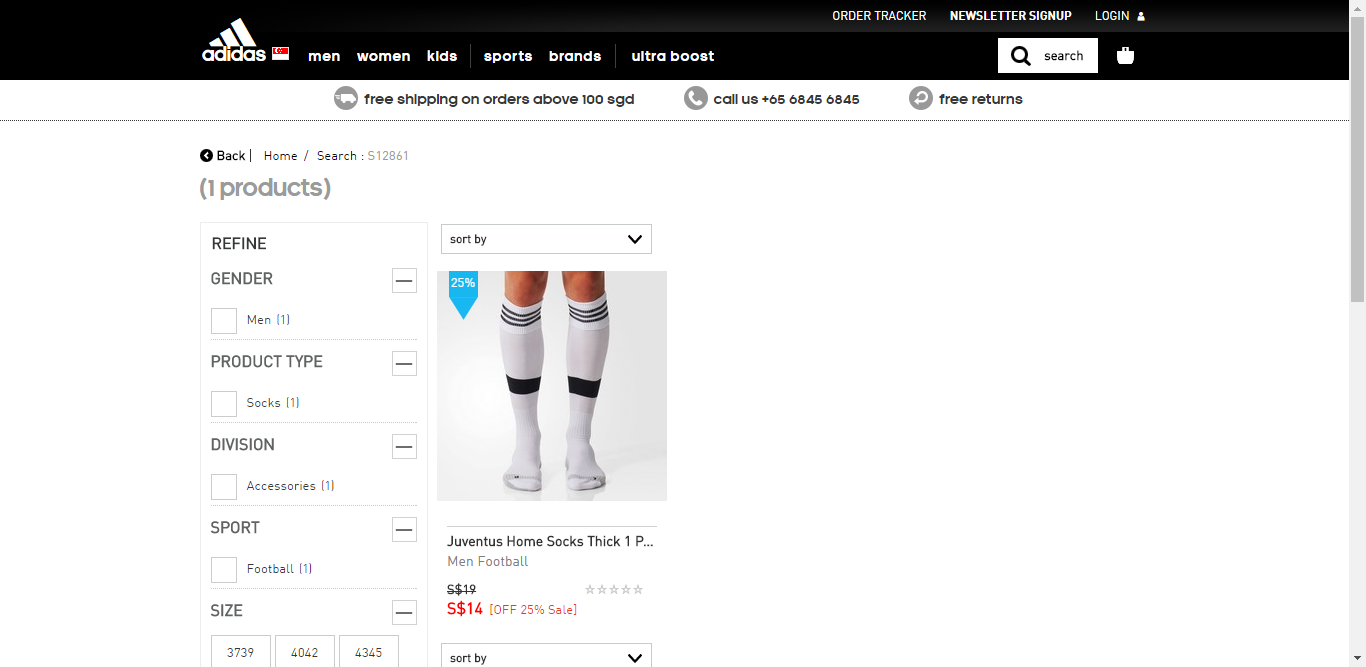 ORDER TRACKER NEWSLETTER SIGNUP LOGIN
adidas men women kids sports brands ultra boost search
free shipping on orders above 100 sgd call us +65 6845 6845 free returns
Back | Home / Search : S12861
(1 products)
REFINE
sort by
GENDER
Men (1)
25%
PRODUCT TYPE
Socks (1)
DIVISION
Accessories (1)
SPORT
Football (1)
SIZE
3739 4042 4345
Juventus Home Socks Thick 1 P...
Men Football
S$19
S$14 [OFF 25% Sale]
sort by